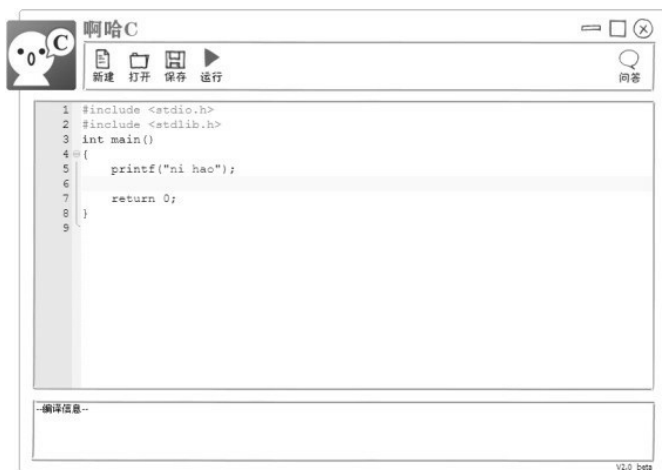 啊哈C
C
新建 打开 保存 运行 问答
1 #include <stdio.h>
2 #include <stdlib.h>
3 int main()
4 {
5     printf("ni hao");
6
7     return 0;
8 }
9
--编译信息--
V2.0 beta